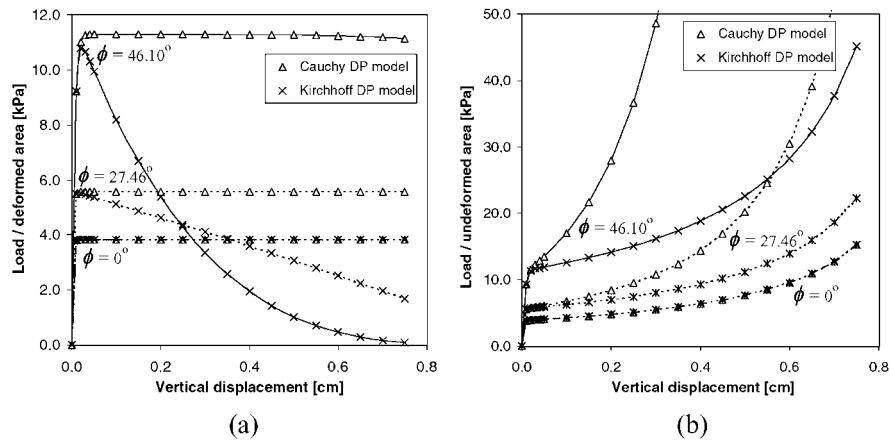 12.0
10.0
8.0
6.0
4.0
2.0
0.0
Load / deformed area [kPa]
ϕ = 46.10°
Cauchy DP model
Kirchhoff DP model
ϕ = 27.46°
ϕ = 0°
0.0 0.2 0.4 0.6 0.8
Vertical displacement [cm]
(a)
50.0
40.0
30.0
20.0
10.0
0.0
Load / undeformed area [kPa]
Cauchy DP model
Kirchhoff DP model
ϕ = 46.10°
ϕ = 27.46°
ϕ = 0°
0.0 0.2 0.4 0.6 0.8
Vertical displacement [cm]
(b)